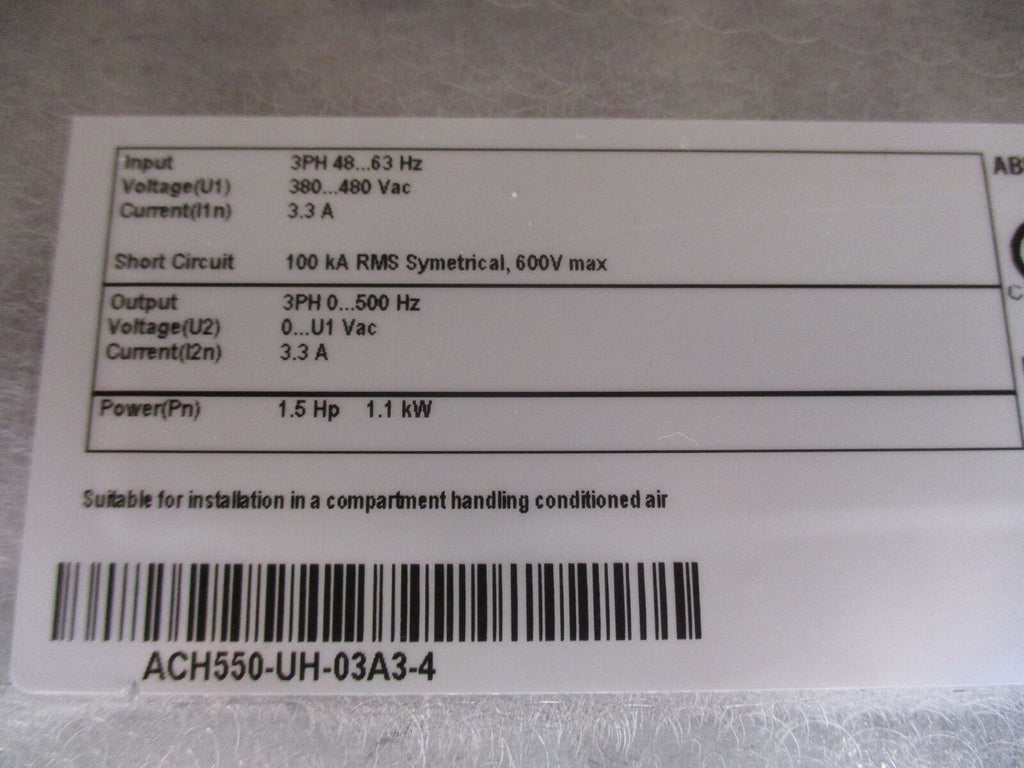 Input 3PH 48...63 Hz
Voltage(U1) 380...480 Vac
Current(I1n) 3.3 A
Short Circuit 100 kA RMS Symetrical, 600V max
Output 3PH 0...500 Hz
Voltage(U2) 0...U1 Vac
Current(I2n) 3.3 A
Power(Pn) 1.5 Hp 1.1 kW
Suitable for installation in a compartment handling conditioned air
ACH550-UH-03A3-4
AB